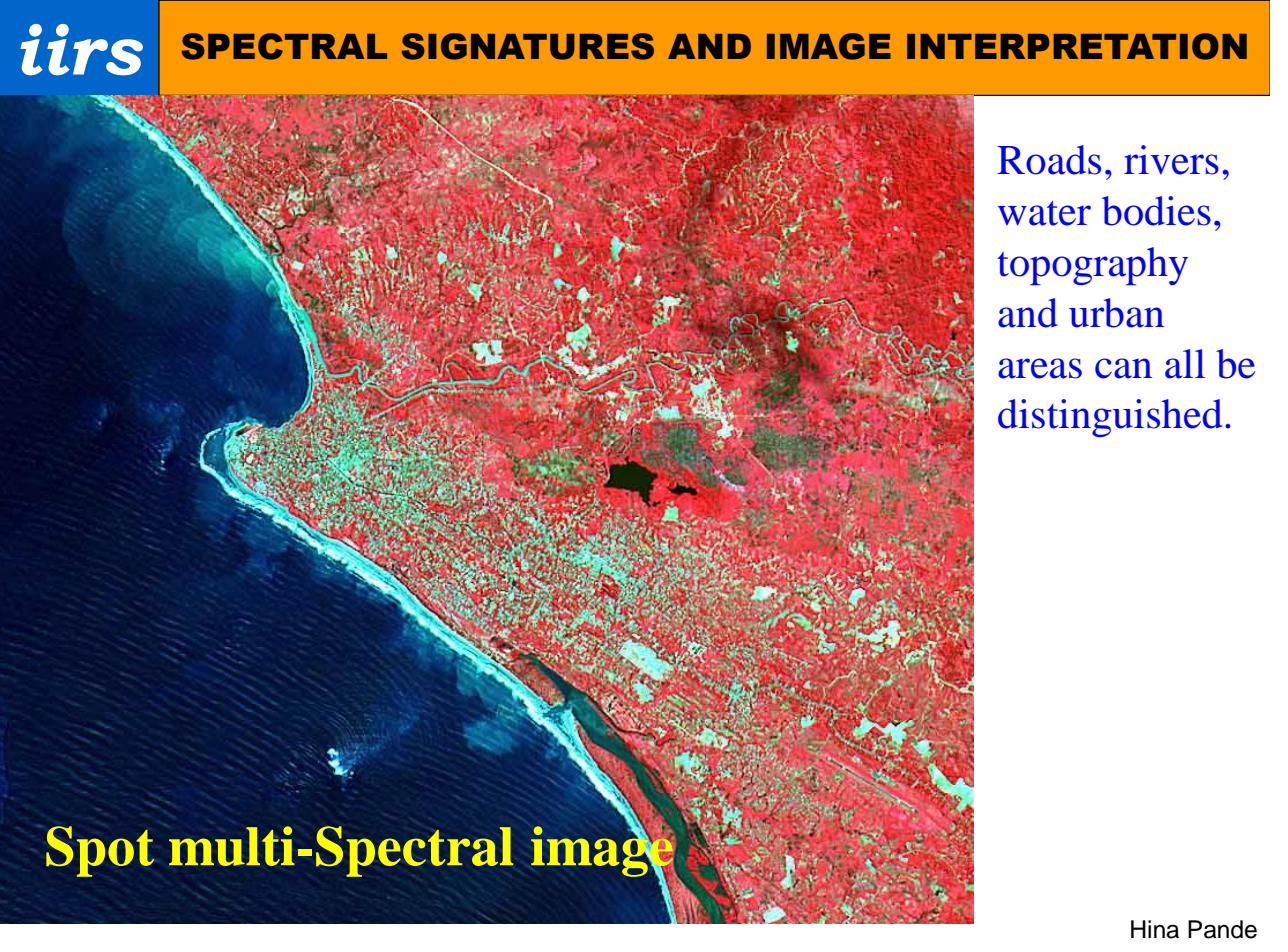 iirs
SPECTRAL SIGNATURES AND IMAGE INTERPRETATION
Roads, rivers,
water bodies,
topography
and urban
areas can all be
distinguished.
Spot multi-Spectral image
Hina Pande